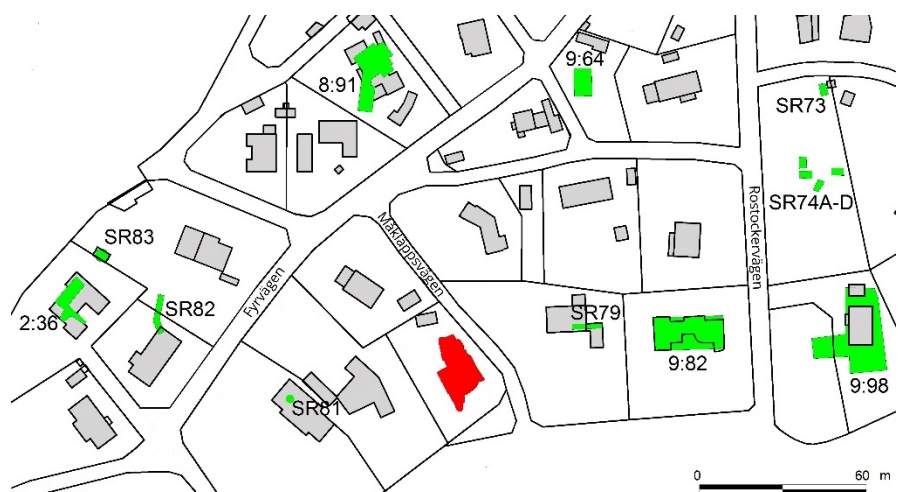 9:64
8:91
SR73
SR74A-D
Rostockervägen
Makläppsvägen
SR83
Fyrvägen
SR82
2:36
SR79
9:82
9:98
SR81
0 60 m